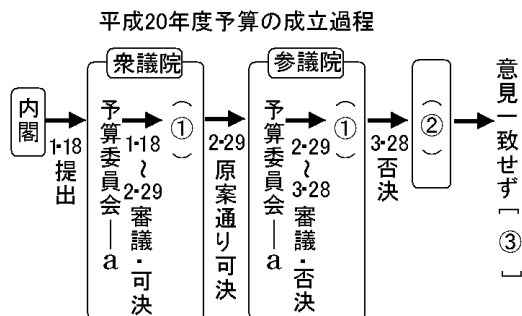 平成20年度予算の成立過程
内閣
1・18
提出
衆議院
予算委員会―a
1・18～2・29
審議・可決
(①)
2・29
原案通り可決
参議院
予算委員会―a
2・29～3・28
審議・否決
(①)
3・28
否決
(②)
意見一致せず[③]